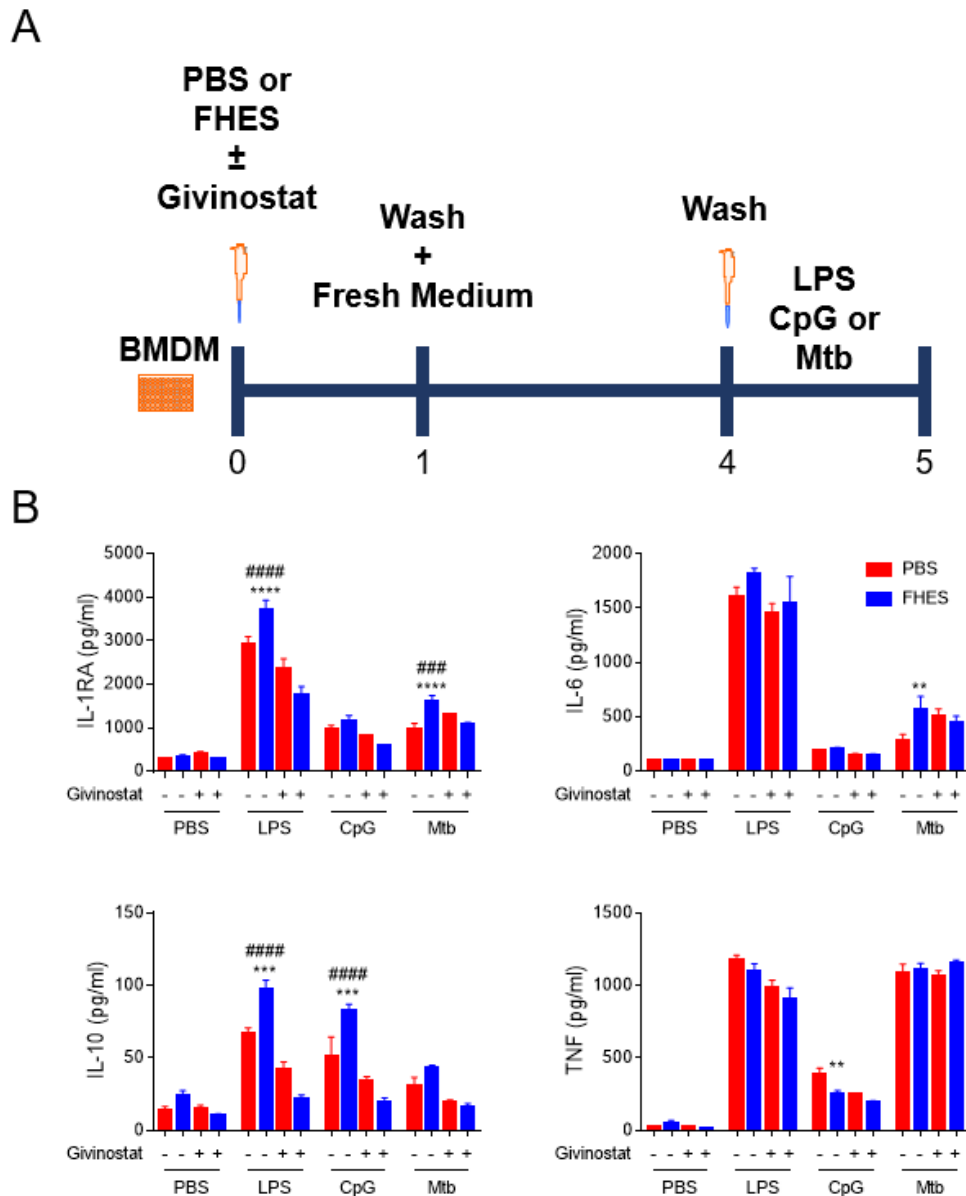 A
PBS or
FHES
±
Givinostat
Wash
+
Fresh Medium
Wash
LPS
CpG or
Mtb
BMDM
0
1
4
5
B
IL-1RA (pg/ml)
5000
4000
3000
2000
1000
0
####
****
###
****
Givinostat - - + + - - + + - - + + - - + +
PBS LPS CpG Mtb
IL-6 (pg/ml)
2000
1500
1000
500
0
**
PBS
FHES
Givinostat - - + + - - + + - - + + - - + +
PBS LPS CpG Mtb
IL-10 (pg/ml)
150
100
50
0
####
***
####
***
Givinostat - - + + - - + + - - + + - - + +
PBS LPS CpG Mtb
TNF (pg/ml)
1500
1000
500
0
**
Givinostat - - + + - - + + - - + + - - + +
PBS LPS CpG Mtb